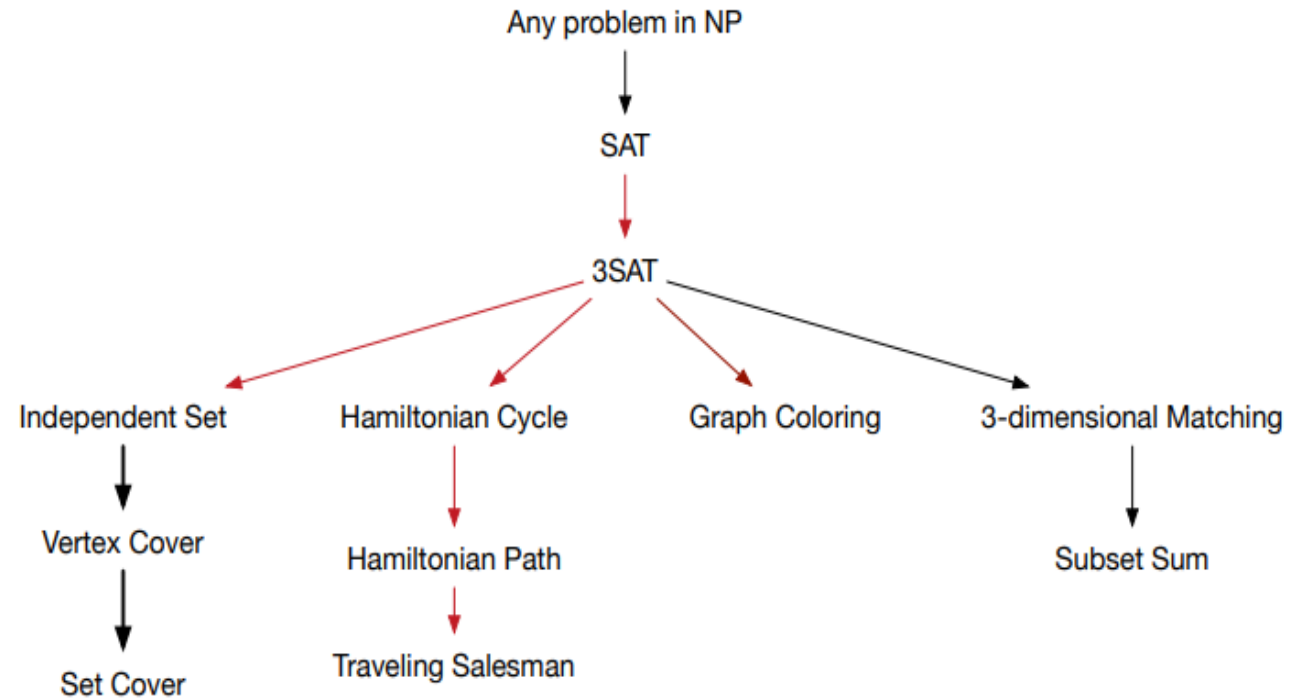 Any problem in NP
SAT
3SAT
Independent Set
Hamiltonian Cycle
Graph Coloring
3-dimensional Matching
Vertex Cover
Hamiltonian Path
Subset Sum
Set Cover
Traveling Salesman